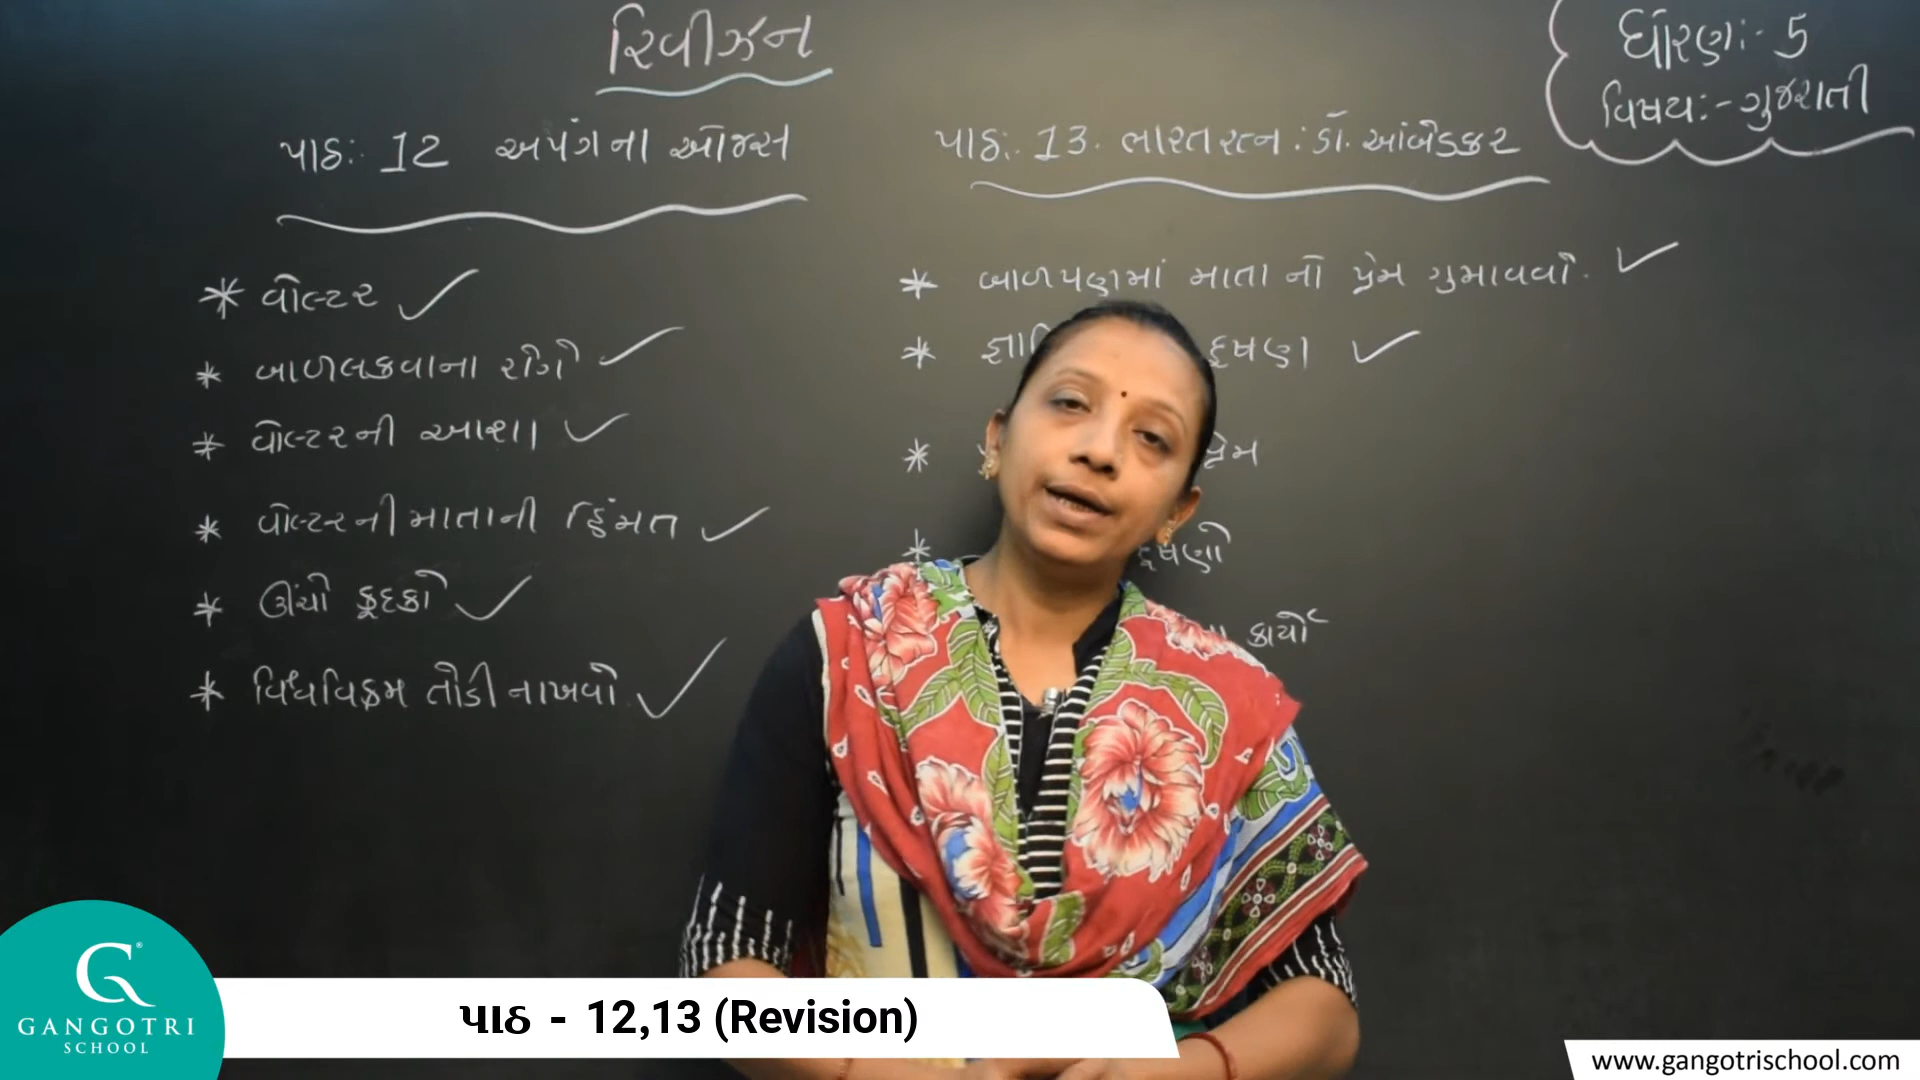 રિવીઝન
ધોરણઃ- 5
વિષયઃ- ગુજરાતી
પાઠઃ- 12 અપંગના ઓજસ
* વોલ્ટર ✓
* બાળલકવાના રોગો ✓
* વોલ્ટરની આશા ✓
* વોલ્ટરની માતાની હિંમત ✓
* ઊંચો કૂદકો ✓
* વિશ્વવિક્રમ તોડી નાખવો ✓
પાઠઃ- 13. ભારતરત્ન : ડૉ. આંબેડકર
* બાળપણમાં માતા નો પ્રેમ ગુમાવવો. ✓
* દૂષણ ✓
*
*
કાર્યો
GANGOTRI
SCHOOL
પાઠ - 12,13 (Revision)
www.gangotrischool.com